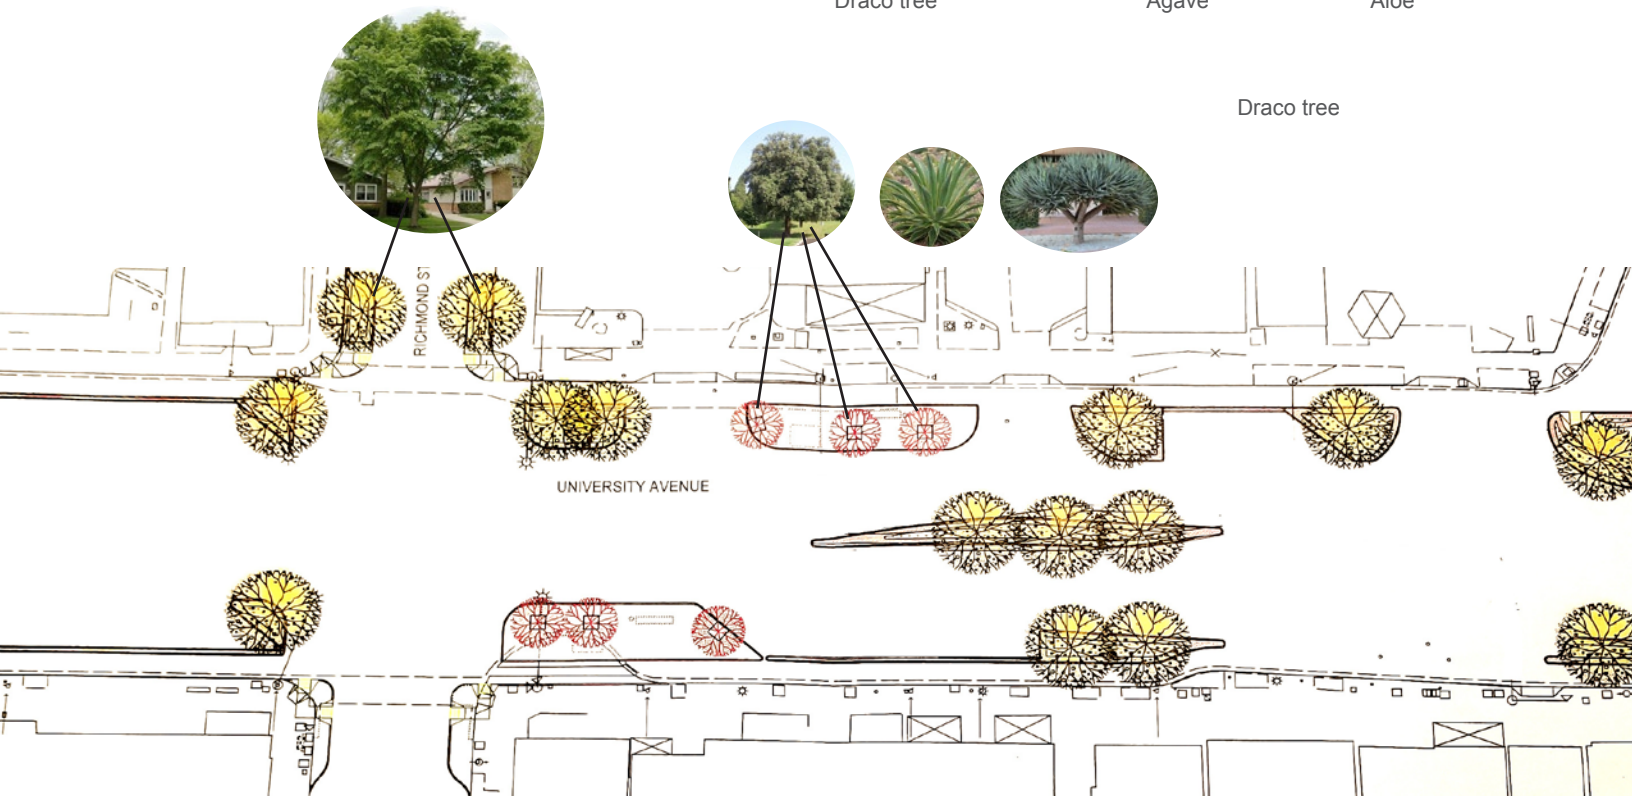 Draco tree Agave Aloe
Draco tree
RICHMOND ST
UNIVERSITY AVENUE